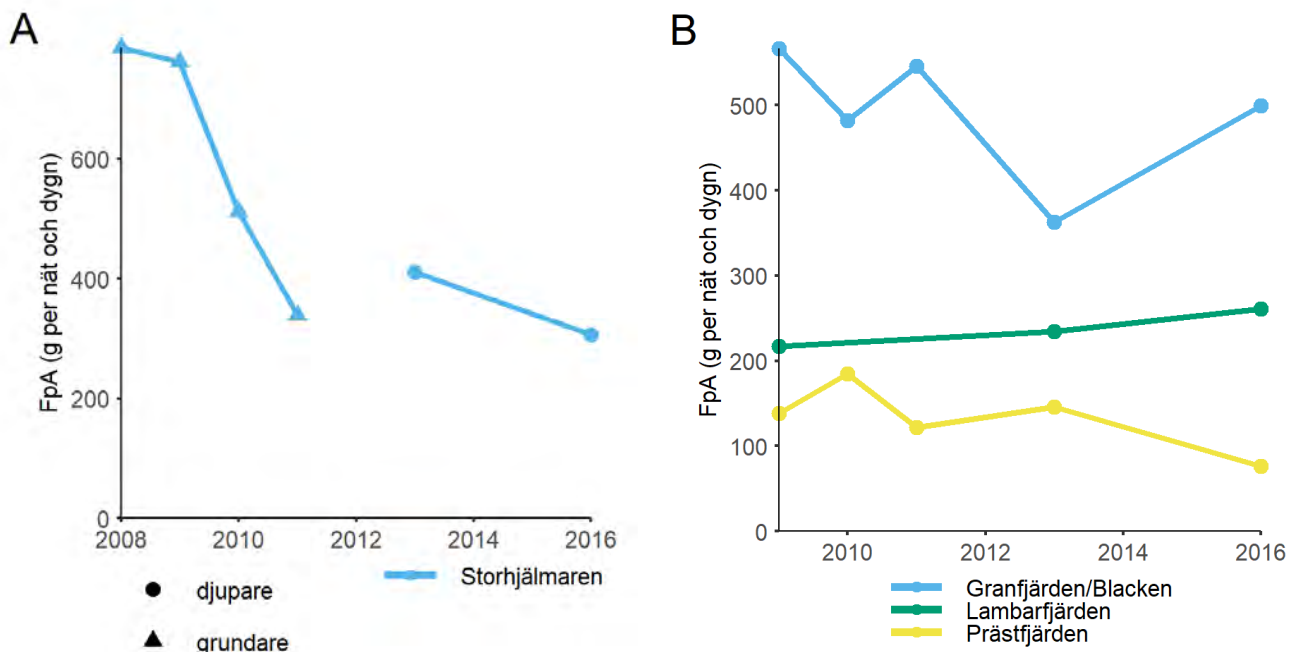 A
FpA (g per nät och dygn)
600
400
200
0
2008 2010 2012 2014 2016
djupare
grundare
Storhjälmaren
B
FpA (g per nät och dygn)
500
400
300
200
100
0
2010 2012 2014 2016
Granfjärden/Blacken
Lambarfjärden
Prästfjärden